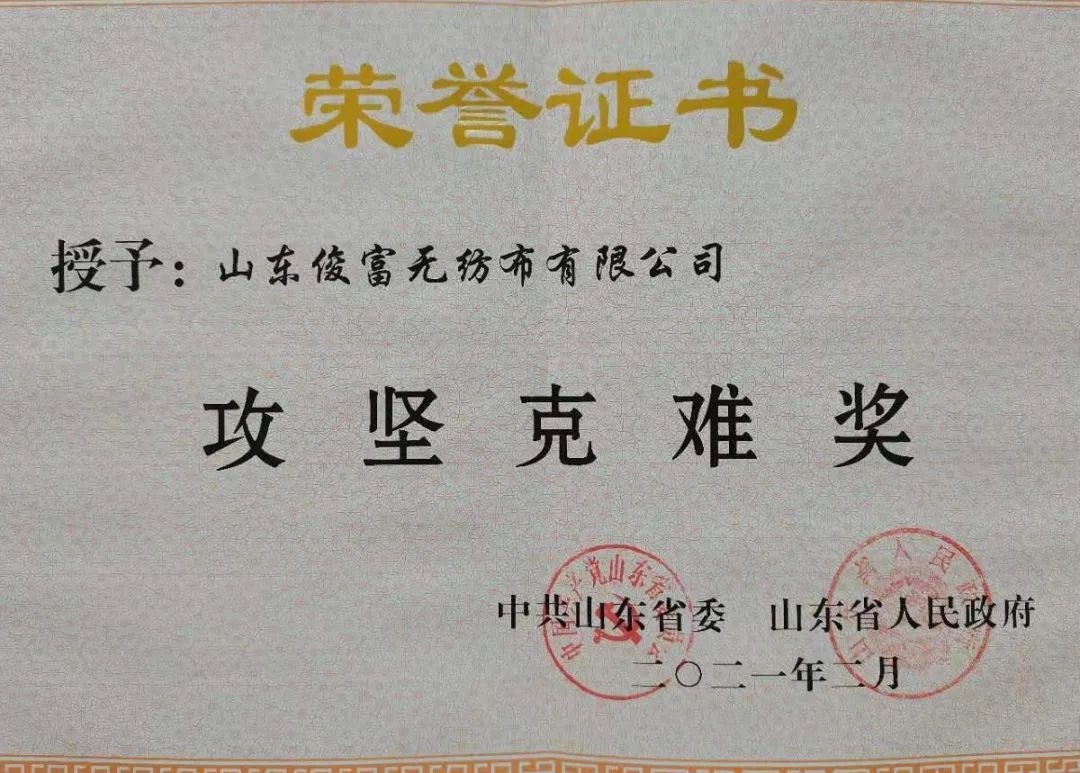 荣誉证书
授予：山东俊富无纺布有限公司
攻坚克难奖
中共山东省委 山东省人民政府
二〇二一年二月